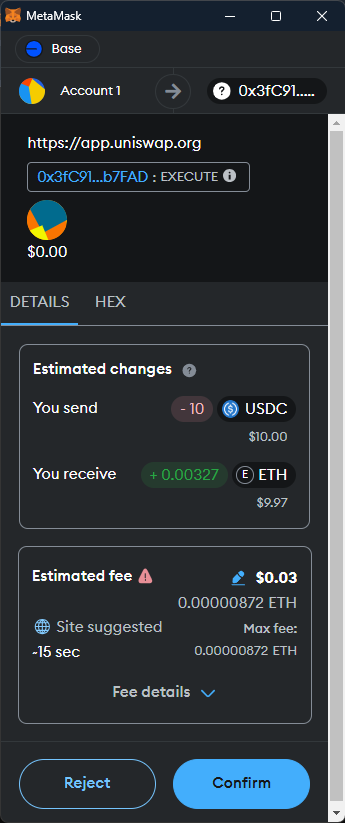 MetaMask
Base
Account 1
? 0x3fC91.....
https://app.uniswap.org
0x3fC91...b7FAD : EXECUTE
$0.00
DETAILS HEX
Estimated changes ?
You send - 10 USDC
$10.00
You receive + 0.00327 E ETH
$9.97
Estimated fee $0.03
0.00000872 ETH
Site suggested Max fee:
~15 sec 0.00000872 ETH
Fee details
Reject Confirm